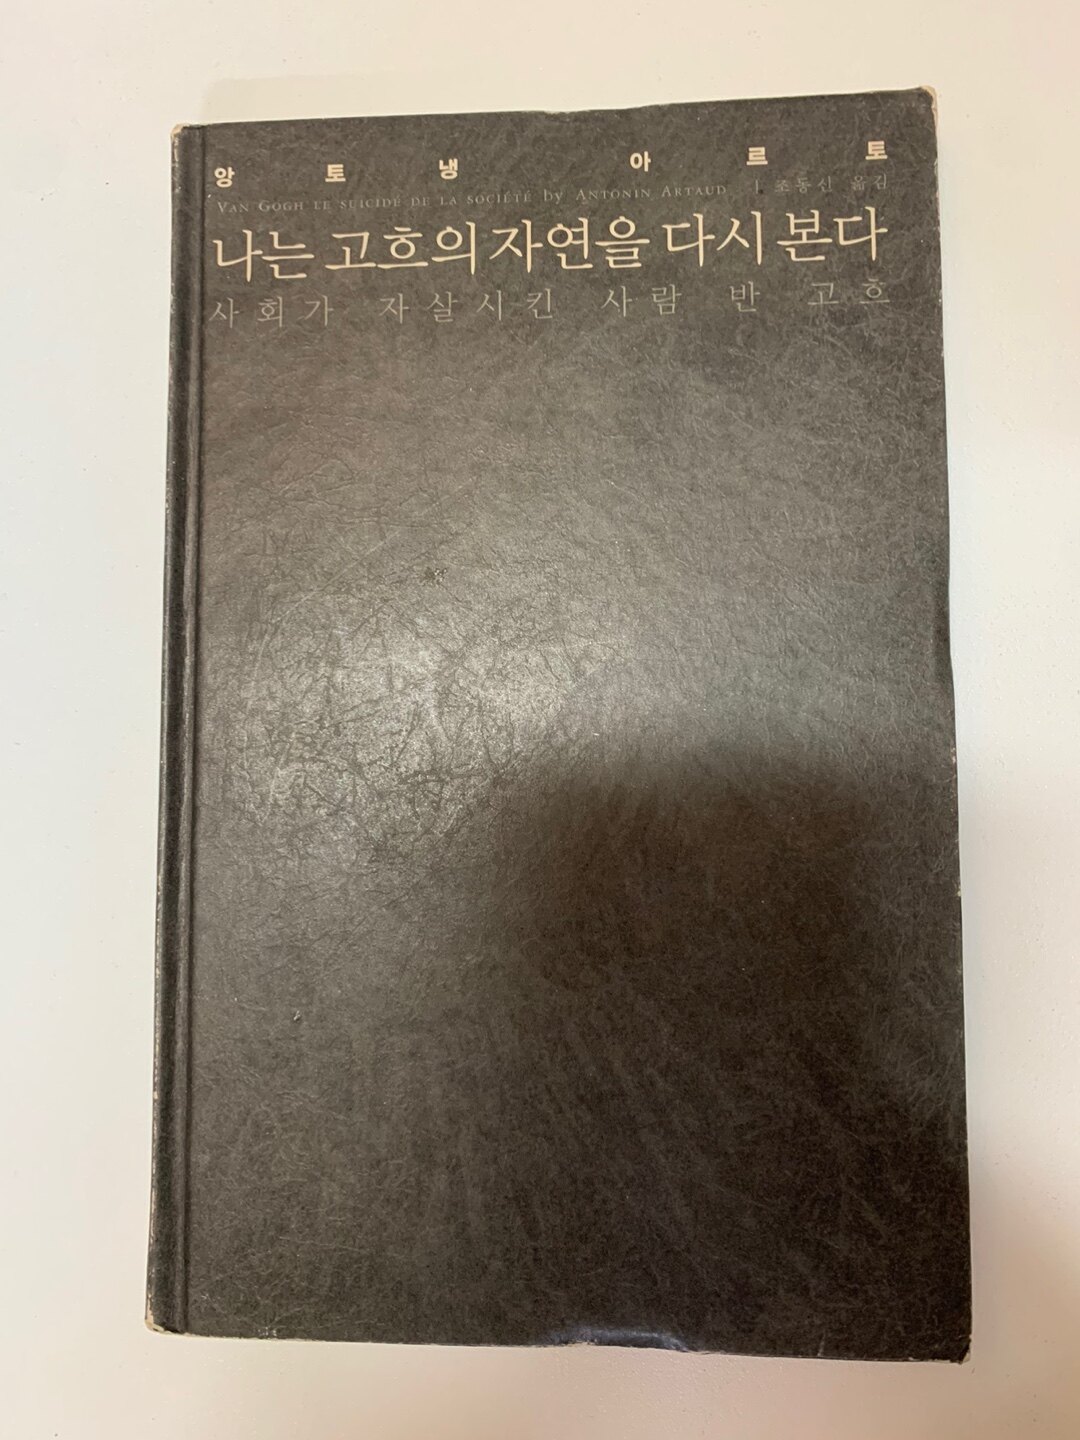 앙토냉 아르토
VAN GOGH LE SUICIDÉ DE LA SOCIÉTÉ by ANTONIN ARTAUD | 조동신 옮김
나는 고흐의 자연을 다시 본다
사회가 자살시킨 사람 반 고흐